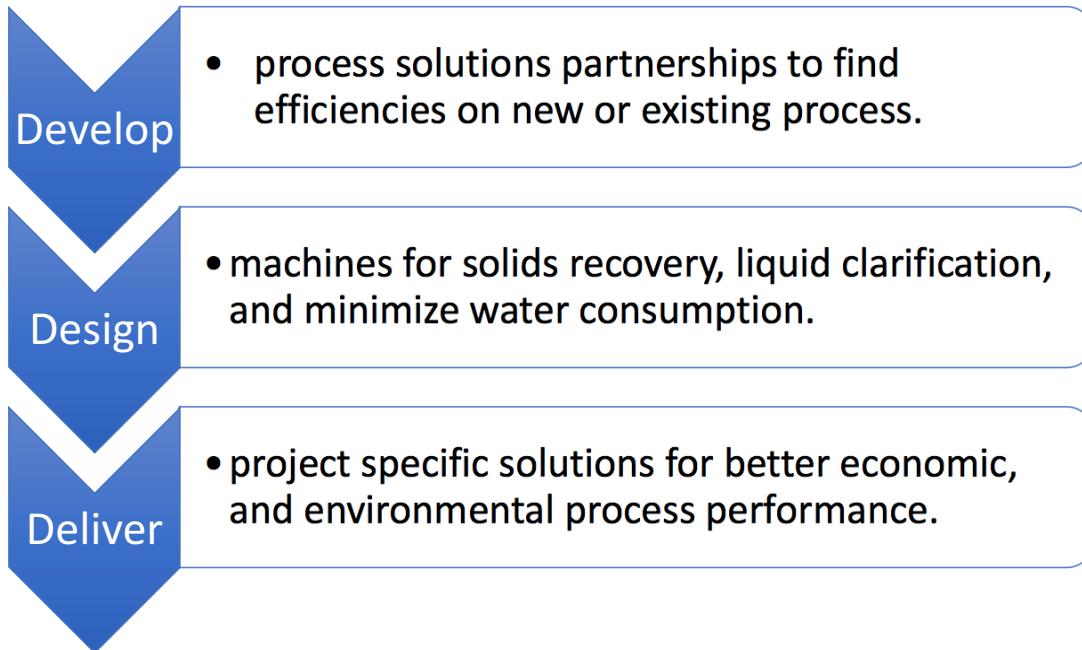 Develop
• process solutions partnerships to find
efficiencies on new or existing process.
Design
• machines for solids recovery, liquid clarification,
and minimize water consumption.
Deliver
• project specific solutions for better economic,
and environmental process performance.